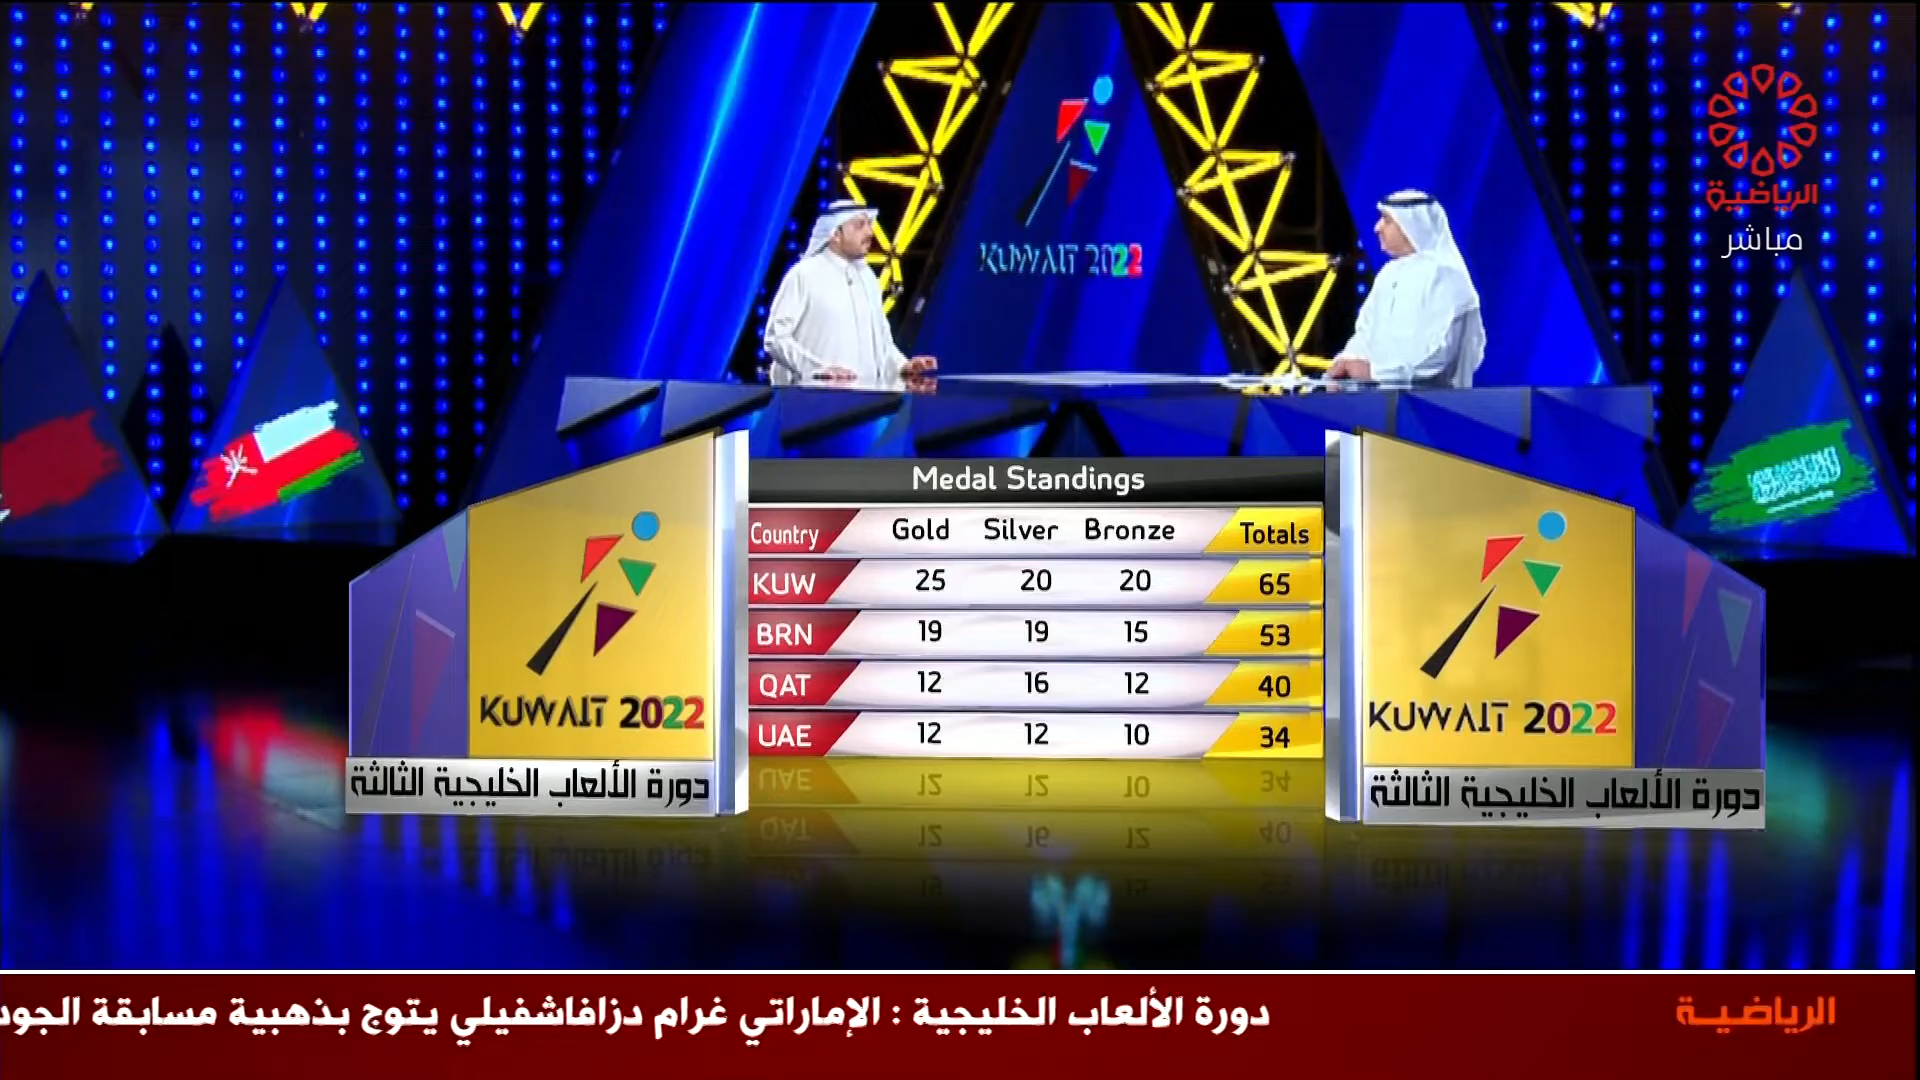 الرياضية
مباشر
KUWAIT 2022
Medal Standings
Country Gold Silver Bronze Totals
KUW 25 20 20 65
BRN 19 19 15 53
QAT 12 16 12 40
UAE 12 12 10 34
KUWAIT 2022
دورة الألعاب الخليجية الثالثة
KUWAIT 2022
دورة الألعاب الخليجية الثالثة
الرياضية
دورة الألعاب الخليجية : الإماراتي غرام دزافاشفيلي يتوج بذهبية مسابقة الجود